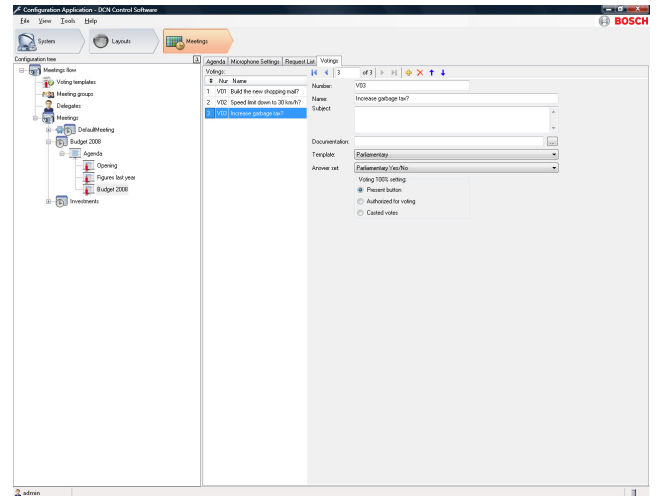 Configuration Application - DCN Control Software
File View Tools Help
BOSCH
System Layouts Meetings
Configuration tree
Meetings flow
Voting templates
Meeting groups
Delegates
Meetings
DefaultMeeting
Budget 2008
Agenda
Opening
Figures last year
Budget 2008
Investments
Agenda Microphone Settings Request List Votings
Votings:
# Nur Name
1 V01 Build the new shopping mall?
2 V02 Speed limit down to 30 km/h?
3 V03 Increase garbage tax?
3 of 3
Number: V03
Name: Increase garbage tax?
Subject
Documentation: ...
Template: Parliamentary
Answer set Parliamentary Yes/No
Voting 100% setting:
Present button
Authorized for voting
Casted votes
admin